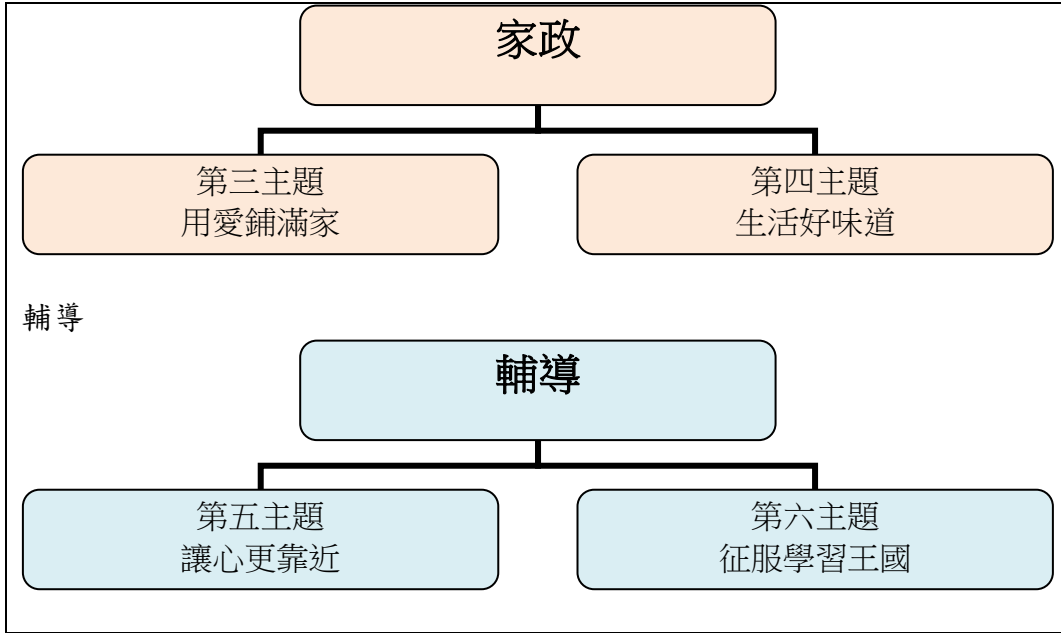 家政
第三主題
用愛鋪滿家
第四主題
生活好味道
輔導
輔導
第五主題
讓心更靠近
第六主題
征服學習王國